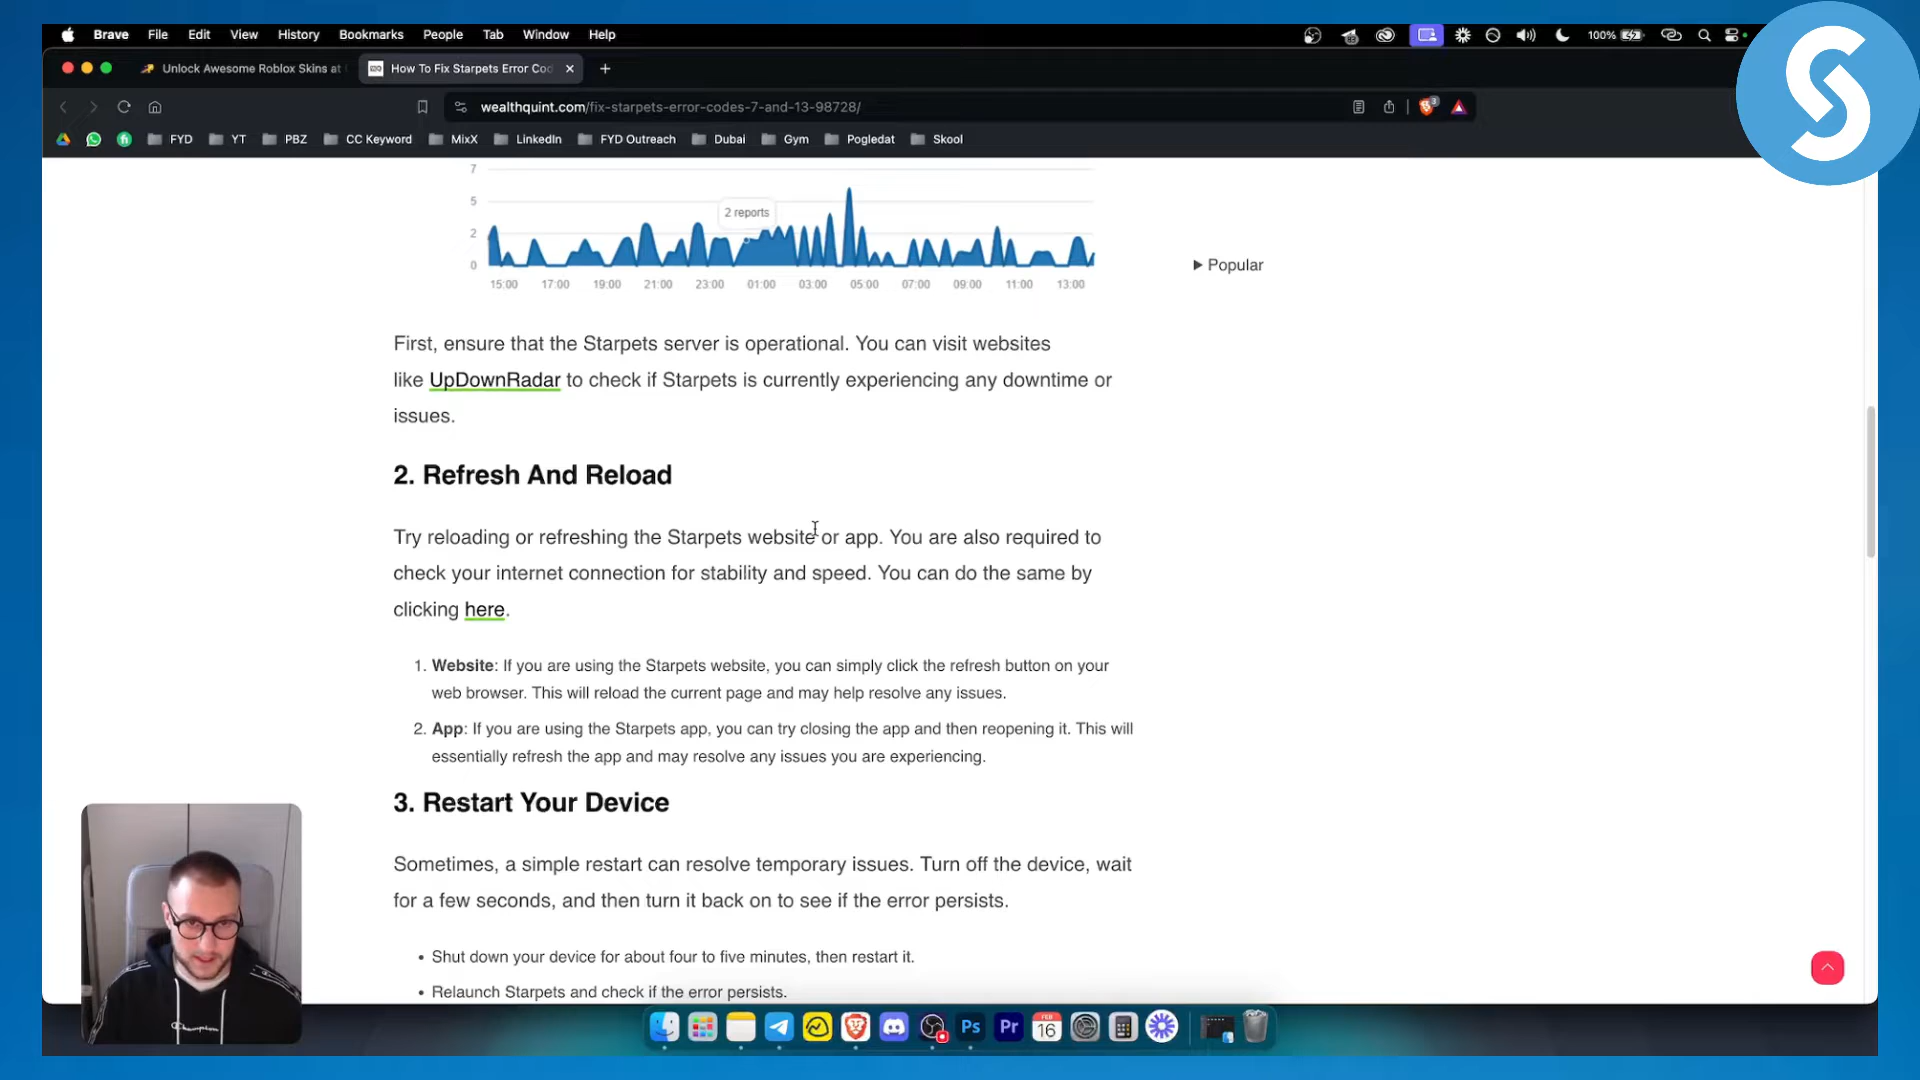 Brave File Edit View History Bookmarks People Tab Window Help 100%
Unlock Awesome Roblox Skins at
How To Fix Starpets Error Cod
wealthquint.com/fix-starpets-error-codes-7-and-13-98728/
FYD YT PBZ CC Keyword MixX LinkedIn FYD Outreach Dubai Gym Pogledat Skool
7
5
2 reports
2
0
15:00 17:00 19:00 21:00 23:00 01:00 03:00 05:00 07:00 09:00 11:00 13:00
Popular
First, ensure that the Starpets server is operational. You can visit websites
like UpDownRadar to check if Starpets is currently experiencing any downtime or
issues.
2. Refresh And Reload
Try reloading or refreshing the Starpets website or app. You are also required to
check your internet connection for stability and speed. You can do the same by
clicking here.
1. Website: If you are using the Starpets website, you can simply click the refresh button on your
web browser. This will reload the current page and may help resolve any issues.
2. App: If you are using the Starpets app, you can try closing the app and then reopening it. This will
essentially refresh the app and may resolve any issues you are experiencing.
3. Restart Your Device
Sometimes, a simple restart can resolve temporary issues. Turn off the device, wait
for a few seconds, and then turn it back on to see if the error persists.
• Shut down your device for about four to five minutes, then restart it.
• Relaunch Starpets and check if the error persists.
Champion
Ps Pr FEB 16